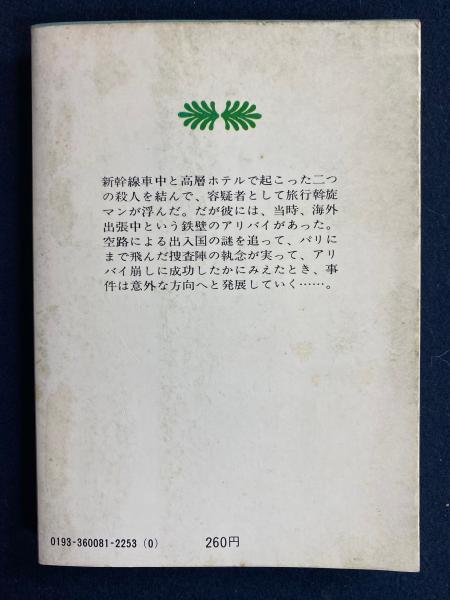 新幹線車中と高層ホテルで起こった二つ
の殺人を結んで、容疑者として旅行斡旋
マンが浮んだ。だが彼には、当時、海外
出張中という鉄壁のアリバイがあった。
空路による出入国の謎を追って、パリに
まで飛んだ捜査陣の執念が実って、アリ
バイ崩しに成功したかにみえたとき、事
件は意外な方向へと発展していく……。
0193-360081-2253(0)
260円